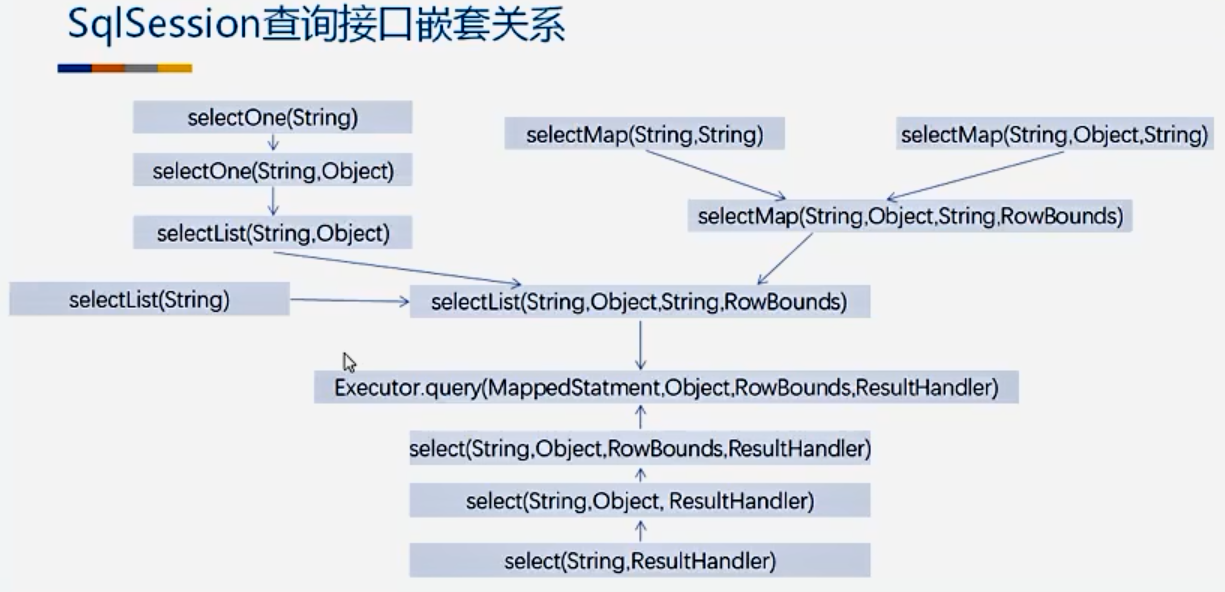 SqlSession查询接口嵌套关系
selectOne(String)
selectMap(String,String)
selectMap(String,Object,String)
selectOne(String,Object)
selectMap(String,Object,String,RowBounds)
selectList(String,Object)
selectList(String)
selectList(String,Object,String,RowBounds)
Executor.query(MappedStatment,Object,RowBounds,ResultHandler)
select(String,Object,RowBounds,ResultHandler)
select(String,Object, ResultHandler)
select(String,ResultHandler)